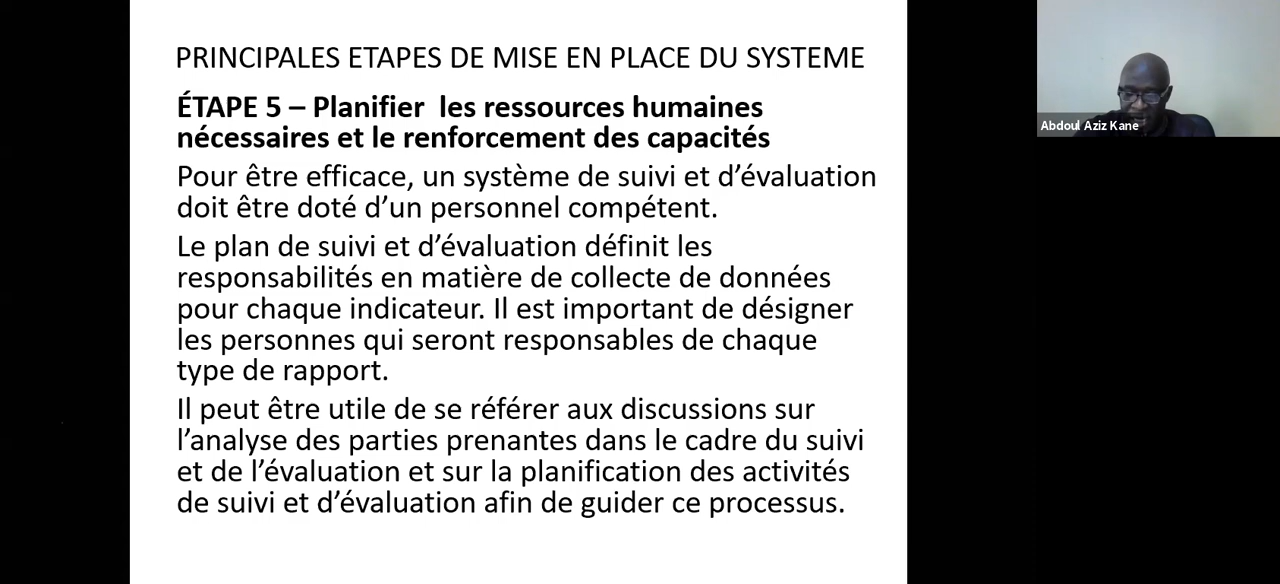 PRINCIPALES ETAPES DE MISE EN PLACE DU SYSTEME
ÉTAPE 5 – Planifier  les ressources humaines
nécessaires et le renforcement des capacités
Pour être efficace, un système de suivi et d’évaluation
doit être doté d’un personnel compétent.
Le plan de suivi et d’évaluation définit les
responsabilités en matière de collecte de données
pour chaque indicateur. Il est important de désigner
les personnes qui seront responsables de chaque
type de rapport.
Il peut être utile de se référer aux discussions sur
l’analyse des parties prenantes dans le cadre du suivi
et de l’évaluation et sur la planification des activités
de suivi et d’évaluation afin de guider ce processus.
Abdoul Aziz Kane